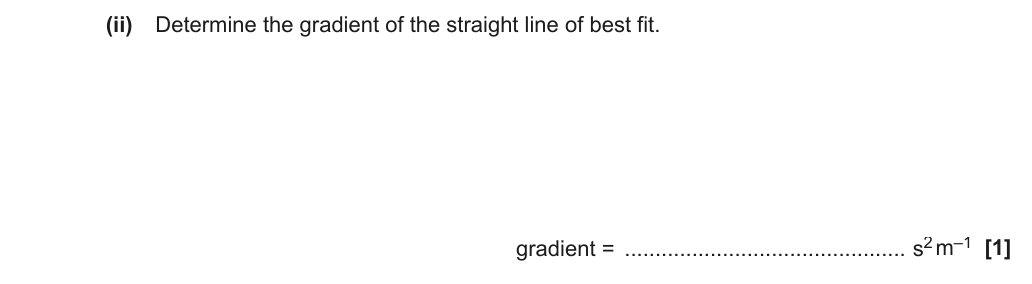 (ii) Determine the gradient of the straight line of best fit.
gradient = .............................................. s² m⁻¹ [1]